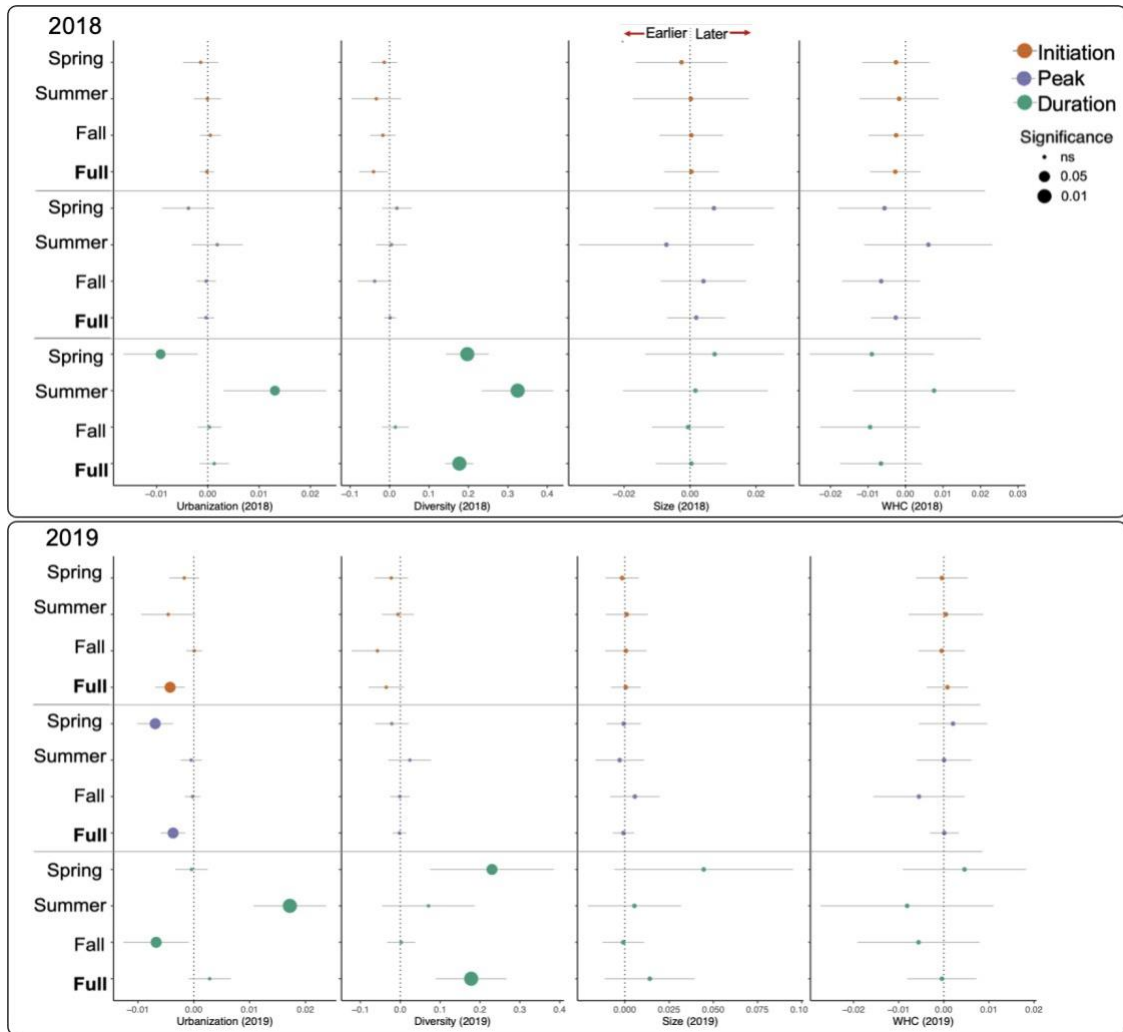 2018
Earlier Later
Spring
Summer
Fall
Full
Spring
Summer
Fall
Full
Spring
Summer
Fall
Full
Initiation
Peak
Duration
Significance
ns
0.05
0.01
−0.01 0.00 0.01 0.02
Urbanization (2018)
−0.1 0.0 0.1 0.2 0.3 0.4
Diversity (2018)
−0.02 0.00 0.02
Size (2018)
−0.02 −0.01 0.00 0.01 0.02 0.03
WHC (2018)
2019
Spring
Summer
Fall
Full
Spring
Summer
Fall
Full
Spring
Summer
Fall
Full
−0.01 0.00 0.01 0.02
Urbanization (2019)
−0.1 0.0 0.1 0.2 0.3 0.4
Diversity (2019)
0.000 0.025 0.050 0.075 0.10
Size (2019)
−0.02 −0.01 0.00 0.01 0.02
WHC (2019)